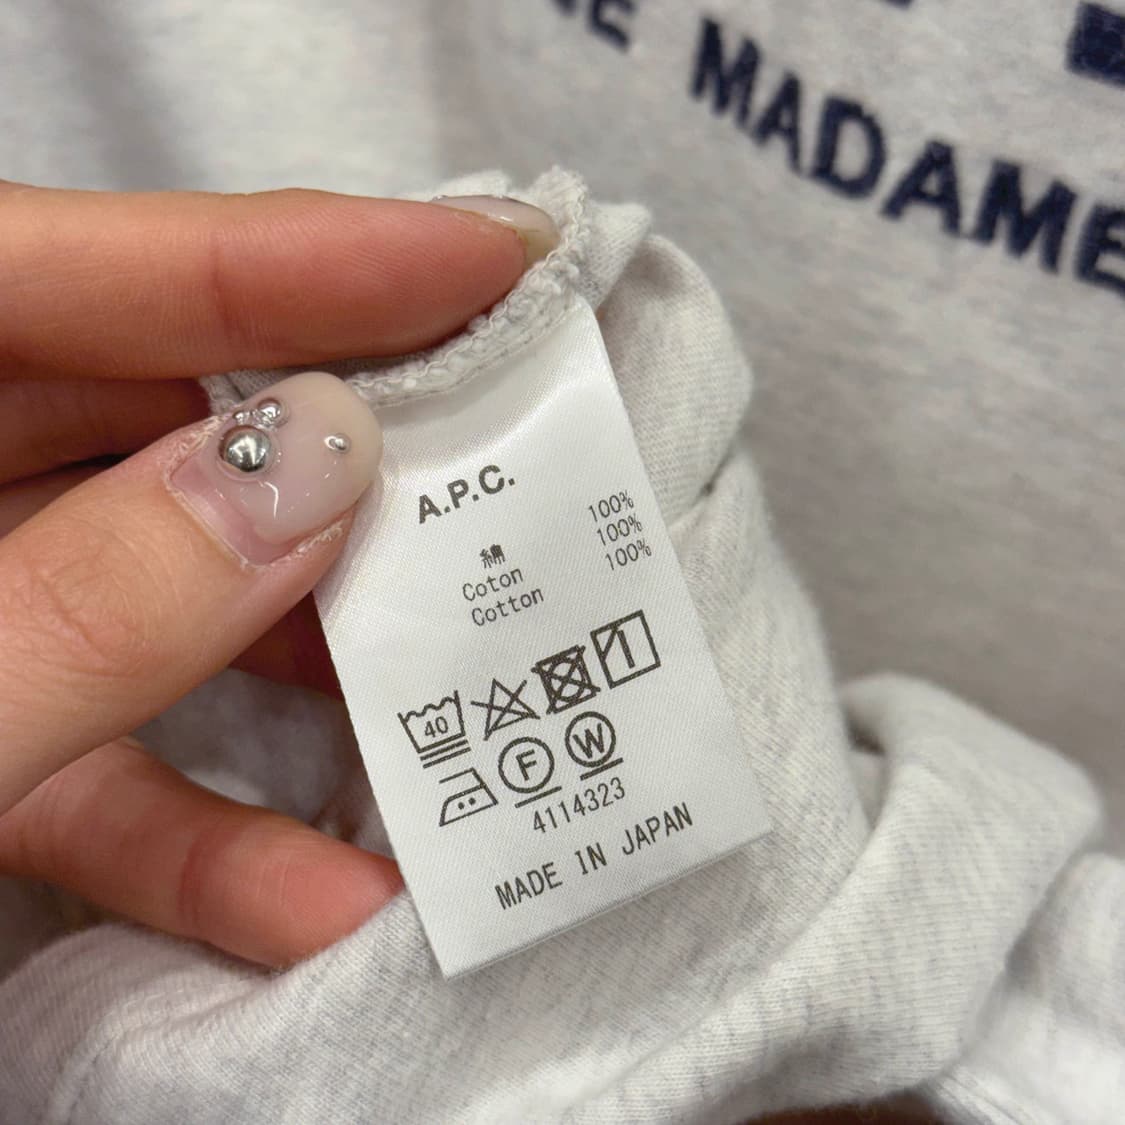 MADAME
A.P.C.
綿 100%
Coton 100%
Cotton 100%
40
F W
4114323
MADE IN JAPAN